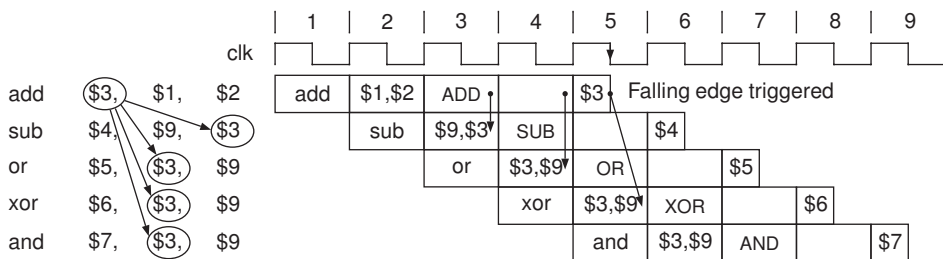 1 2 3 4 5 6 7 8 9
clk
add $3, $1, $2 add $1,$2 ADD $3 Falling edge triggered
sub $4, $9, $3 sub $9,$3 SUB $4
or $5, $3, $9 or $3,$9 OR $5
xor $6, $3, $9 xor $3,$9 XOR $6
and $7, $3, $9 and $3,$9 AND $7